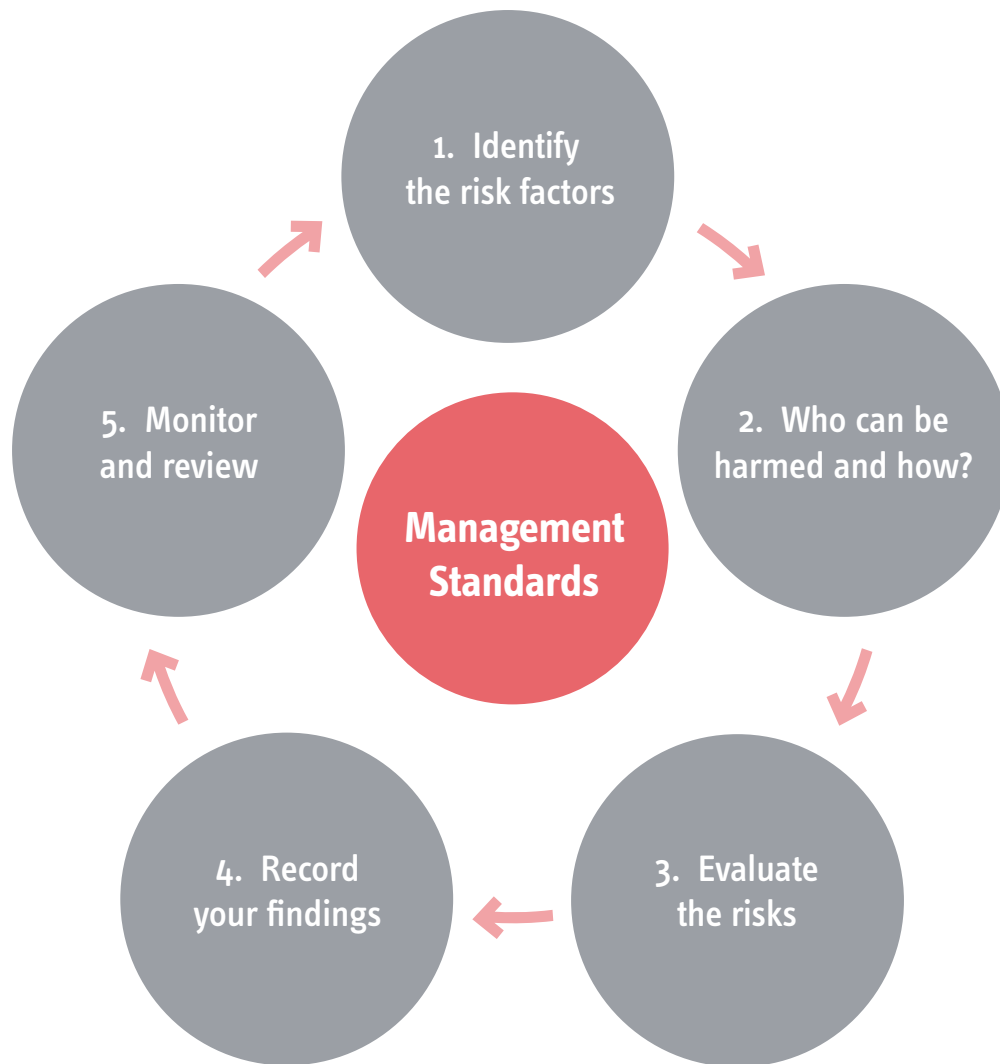 1. Identify
the risk factors
2. Who can be
harmed and how?
3. Evaluate
the risks
4. Record
your findings
5. Monitor
and review
Management
Standards